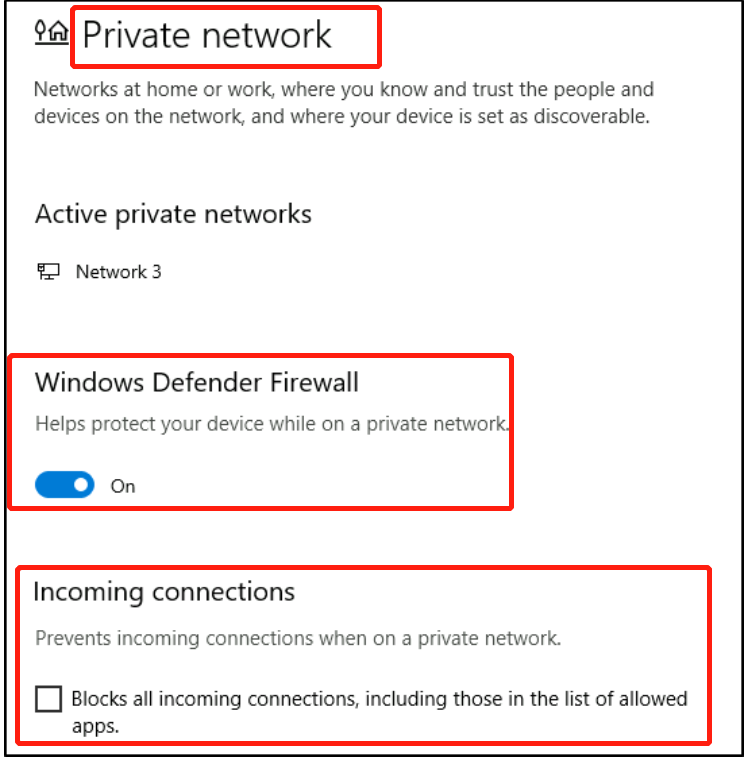 Private network
Networks at home or work, where you know and trust the people and
devices on the network, and where your device is set as discoverable.
Active private networks
Network 3
Windows Defender Firewall
Helps protect your device while on a private network.
On
Incoming connections
Prevents incoming connections when on a private network.
Blocks all incoming connections, including those in the list of allowed
apps.